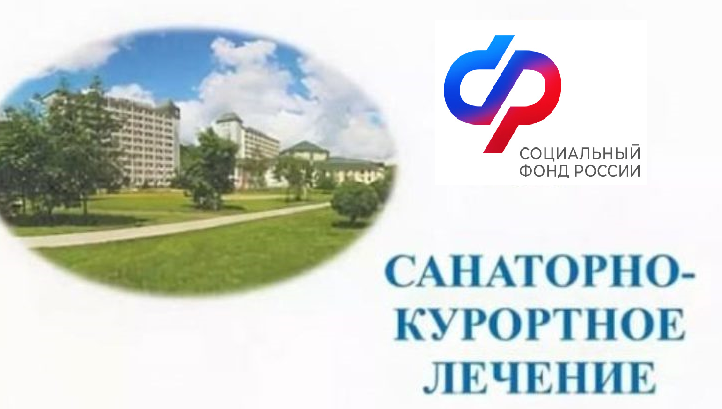 СОЦИАЛЬНЫЙ
ФОНД РОССИИ
САНАТОРНО-
КУРОРТНОЕ
ЛЕЧЕНИЕ